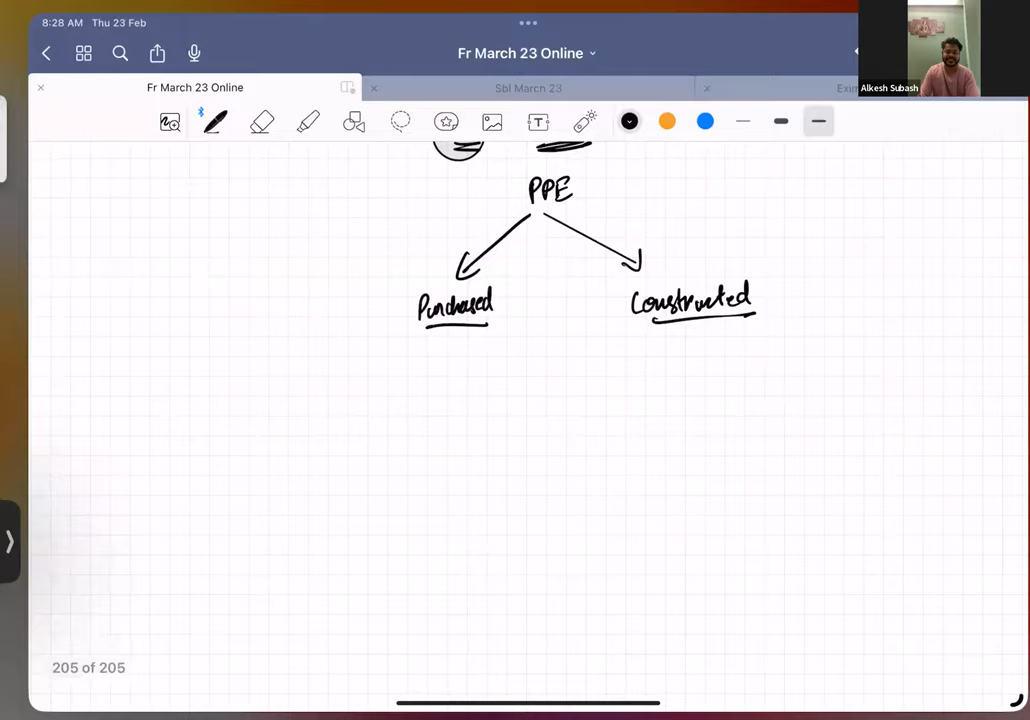 8:28 AM Thu 23 Feb
Fr March 23 Online
Fr March 23 Online
Sbl March 23
Exim
Alkesh Subash
PPE
Purchased
Constructed
205 of 205